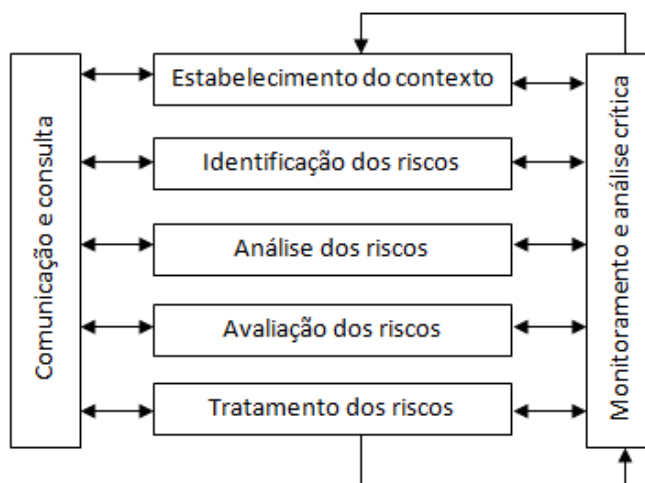 Comunicação e consulta
Estabelecimento do contexto
Identificação dos riscos
Análise dos riscos
Avaliação dos riscos
Tratamento dos riscos
Monitoramento e análise crítica